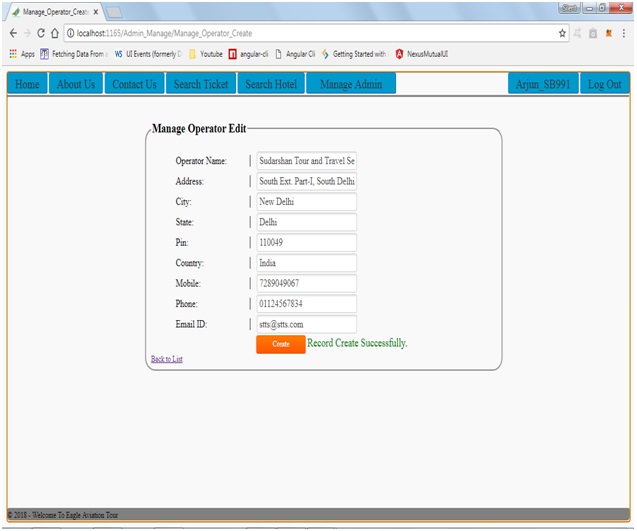 Manage_Operator_Create
localhost:1165/Admin_Manage/Manage_Operator_Create
Apps Fetching Data From UI Events (formerly D Youtube angular-cli Angular Cli Getting Started with NexusMutualUI
Home About Us Contact Us Search Ticket Search Hotel Manage Admin Arjun_SB991 Log Out
Manage Operator Edit
Operator Name: | Sudarshan Tour and Travel Se
Address: | South Ext. Part-I, South Delhi
City: | New Delhi
State: | Delhi
Pin: | 110049
Country: | India
Mobile: | 7289049067
Phone: | 01124567834
Email ID: | stts@stts.com
Create Record Create Successfully.
Back to List
© 2018 - Welcome To Eagle Aviation Tour